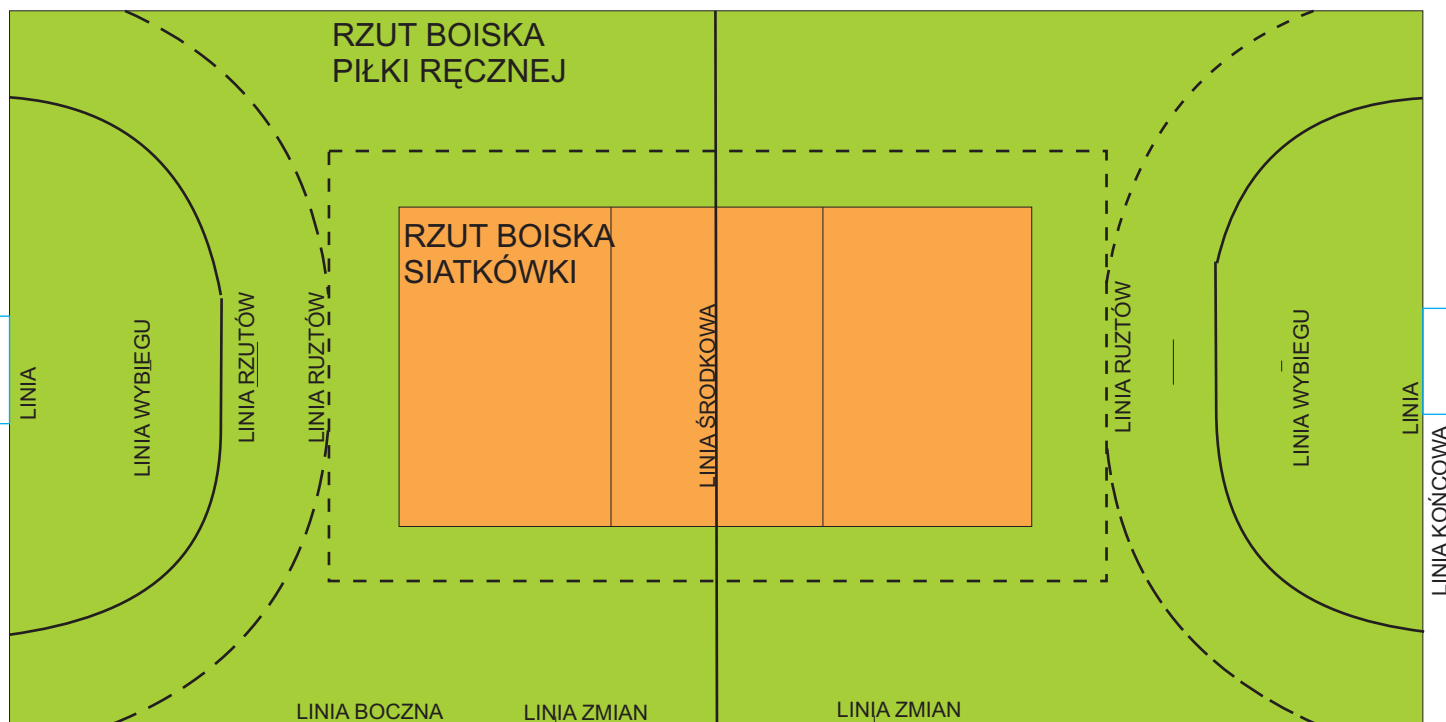 RZUT BOISKA
PIŁKI RĘCZNEJ
RZUT BOISKA
SIATKÓWKI
LINIA
LINIA WYBIEGU
LINIA RZUTÓW
LINIA RUZTÓW
LINIA ŚRODKOWA
LINIA RUZTÓW
LINIA WYBIEGU
LINIA
LINIA KOŃCOWA
LINIA BOCZNA
LINIA ZMIAN
LINIA ZMIAN